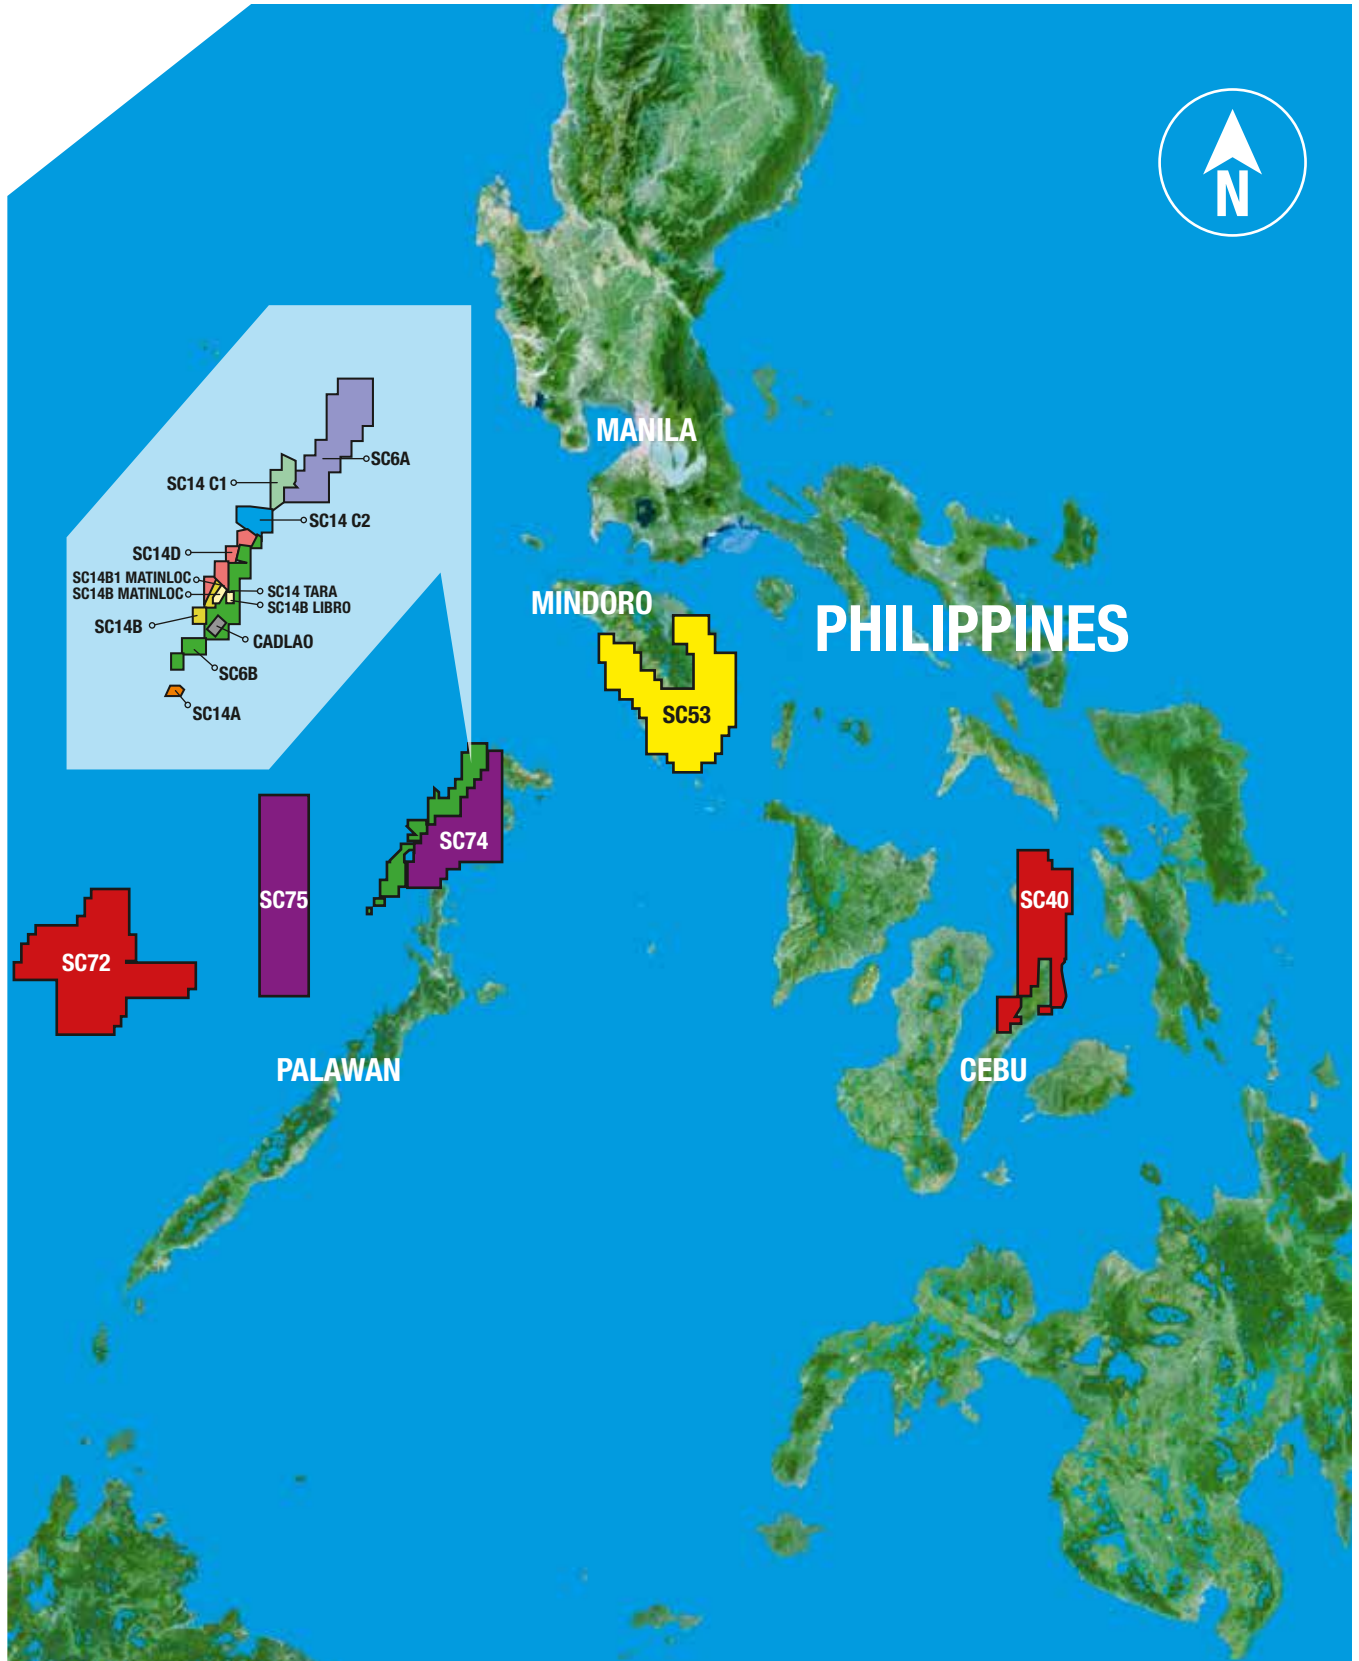 N
MANILA
SC6A
SC14 C1
SC14 C2
SC14D
SC14B1 MATINLOC
SC14B MATINLOC
SC14 TARA
SC14B LIBRO
SC14B
CADLAO
SC6B
SC14A
MINDORO
PHILIPPINES
SC53
SC74
SC75
SC40
SC72
PALAWAN
CEBU